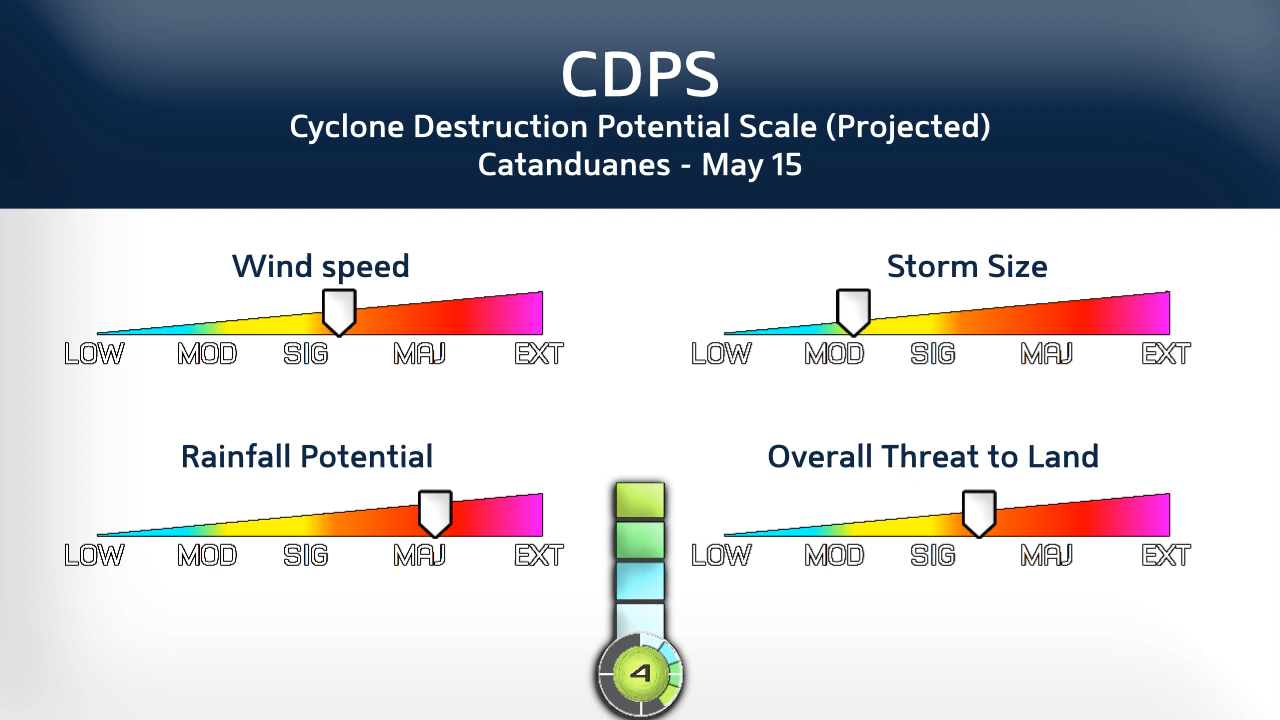 CDPS
Cyclone Destruction Potential Scale (Projected)
Catanduanes - May 15
Wind speed
LOW MOD SIG MAJ EXT
Storm Size
LOW MOD SIG MAJ EXT
Rainfall Potential
LOW MOD SIG MAJ EXT
Overall Threat to Land
LOW MOD SIG MAJ EXT
4